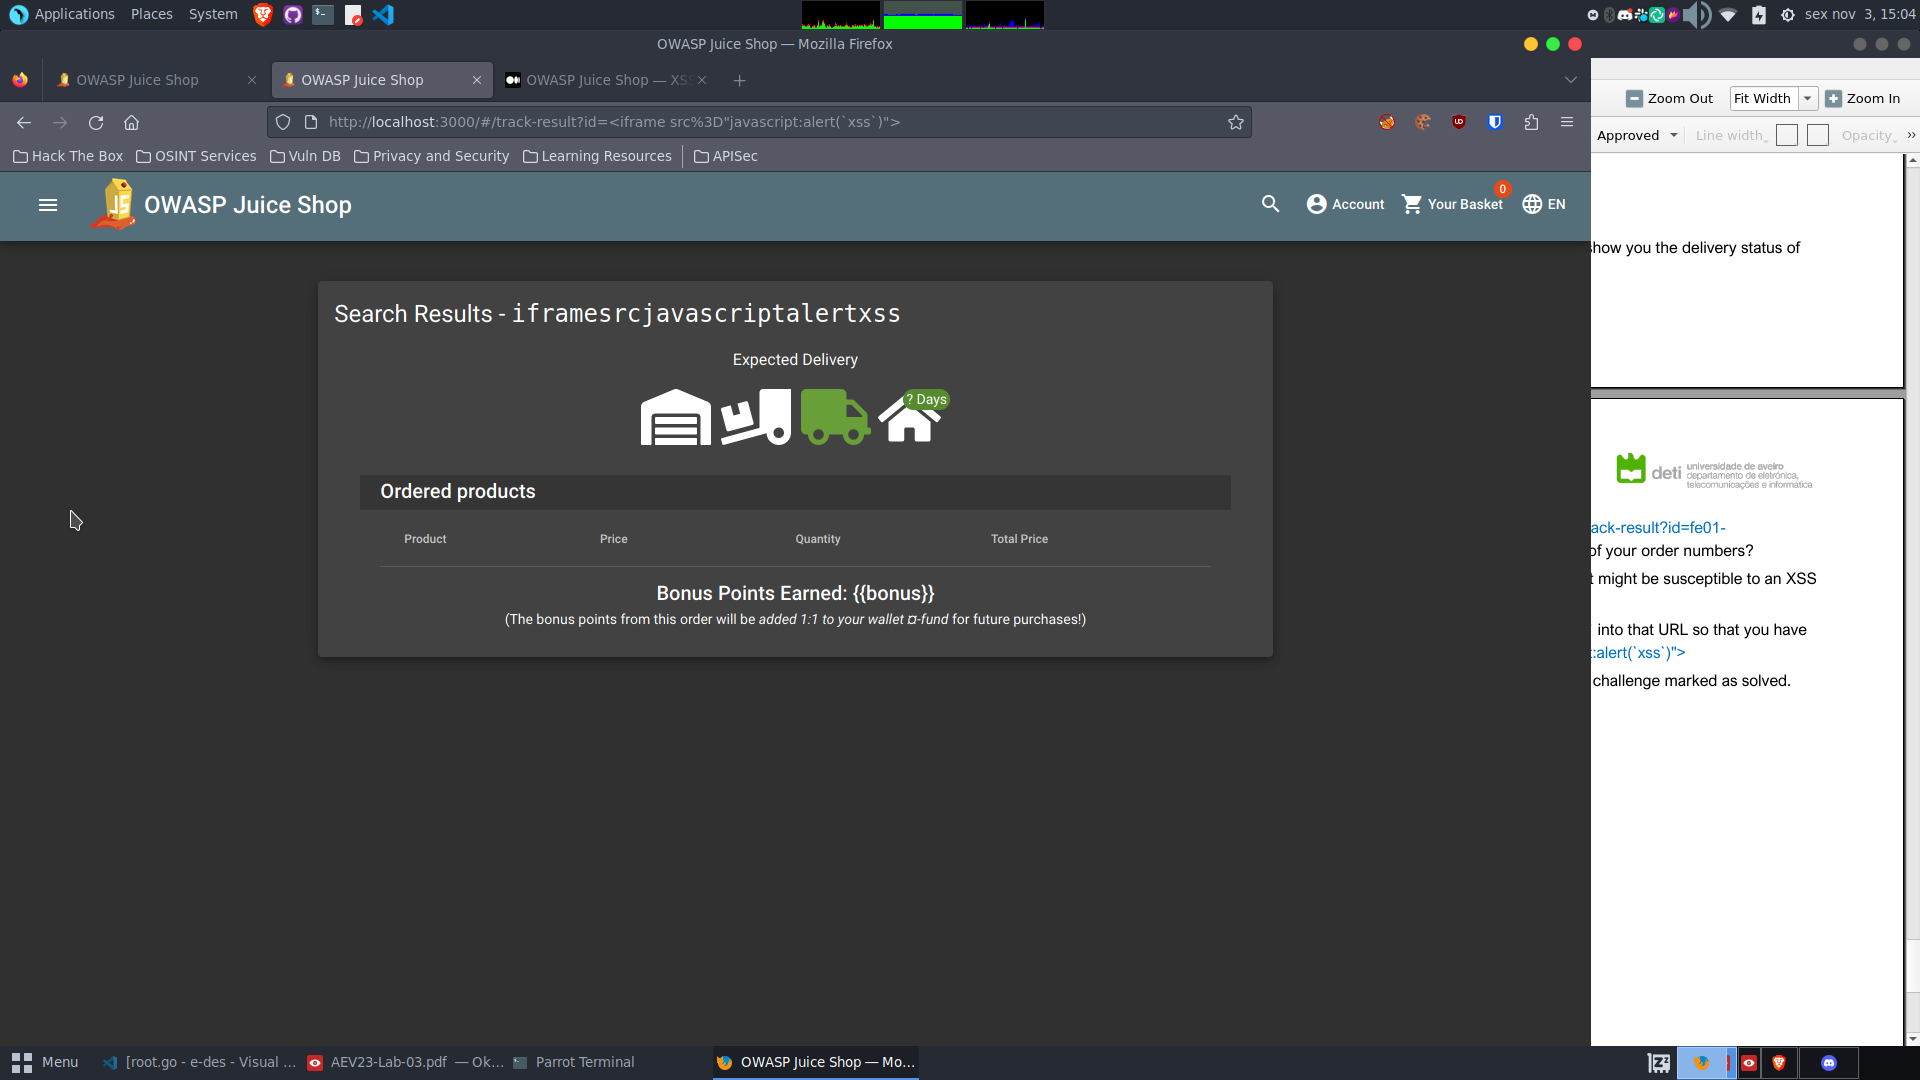 Applications Places System
sex nov 3, 15:04
OWASP Juice Shop — Mozilla Firefox
OWASP Juice Shop
OWASP Juice Shop
OWASP Juice Shop — XSS
http://localhost:3000/#/track-result?id=<iframe src%3D"javascript:alert(`xss`)">
Hack The Box
OSINT Services
Vuln DB
Privacy and Security
Learning Resources
APISec
OWASP Juice Shop
Account
Your Basket
0
EN
Search Results - iframesrcjavascriptalertxss
Expected Delivery
? Days
Ordered products
Product Price Quantity Total Price
Bonus Points Earned: {{bonus}}
(The bonus points from this order will be added 1:1 to your wallet ¤-fund for future purchases!)
Zoom Out
Fit Width
Zoom In
Approved
Line width
Opacity
»
show you the delivery status of
deti universidade de aveiro
departamento de eletrónica,
telecomunicações e informática
ack-result?id=fe01-
of your order numbers?
t might be susceptible to an XSS
into that URL so that you have
:alert(`xss`)">
challenge marked as solved.
Menu
[root.go - e-des - Visual ...
AEV23-Lab-03.pdf — Ok...
Parrot Terminal
OWASP Juice Shop — Mo...